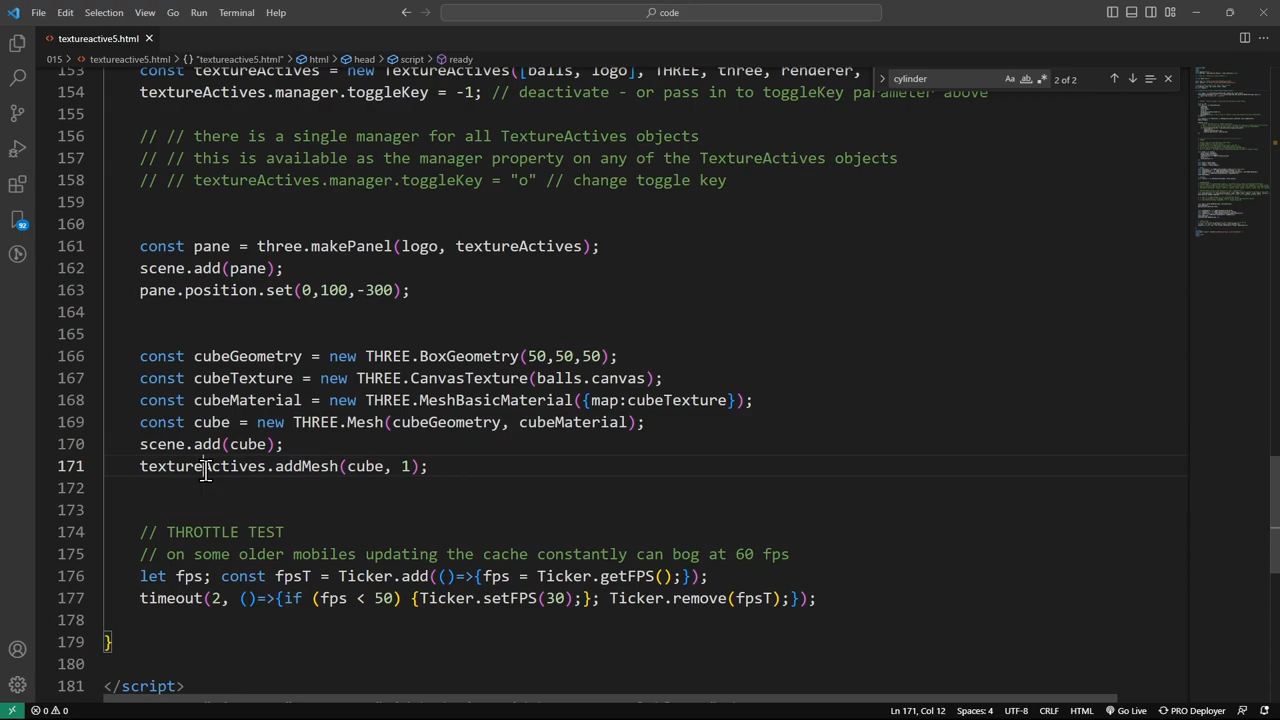 File Edit Selection View Go Run Terminal Help
code
textureactive5.html
015 > textureactive5.html > {} "textureactive5.html" > html > head > script > ready
cylinder
Aa ab
2 of 2
153 const textureActives = new TextureActives([balls, logo], THREE, three, renderer,
154 textureActives.manager.toggleKey = -1; deactivate - or pass in to toggleKey parameter above
155
156 // // there is a single manager for all TextureActives objects
157 // // this is available as the manager property on any of the TextureActives objects
158 // // textureActives.manager.toggleKey = "o" // change toggle key
159
160
161 const pane = three.makePanel(logo, textureActives);
162 scene.add(pane);
163 pane.position.set(0,100,-300);
164
165
166 const cubeGeometry = new THREE.BoxGeometry(50,50,50);
167 const cubeTexture = new THREE.CanvasTexture(balls.canvas);
168 const cubeMaterial = new THREE.MeshBasicMaterial({map:cubeTexture});
169 const cube = new THREE.Mesh(cubeGeometry, cubeMaterial);
170 scene.add(cube);
171 textureActives.addMesh(cube, 1);
172
173
174 // THROTTLE TEST
175 // on some older mobiles updating the cache constantly can bog at 60 fps
176 let fps; const fpsT = Ticker.add(()=>{fps = Ticker.getFPS();});
177 timeout(2, ()=>{if (fps < 50) {Ticker.setFPS(30);}; Ticker.remove(fpsT);});
178
179 }
180
181 </script>
92
0 0
Ln 171, Col 12 Spaces: 4 UTF-8 CRLF HTML Go Live PRO Deployer